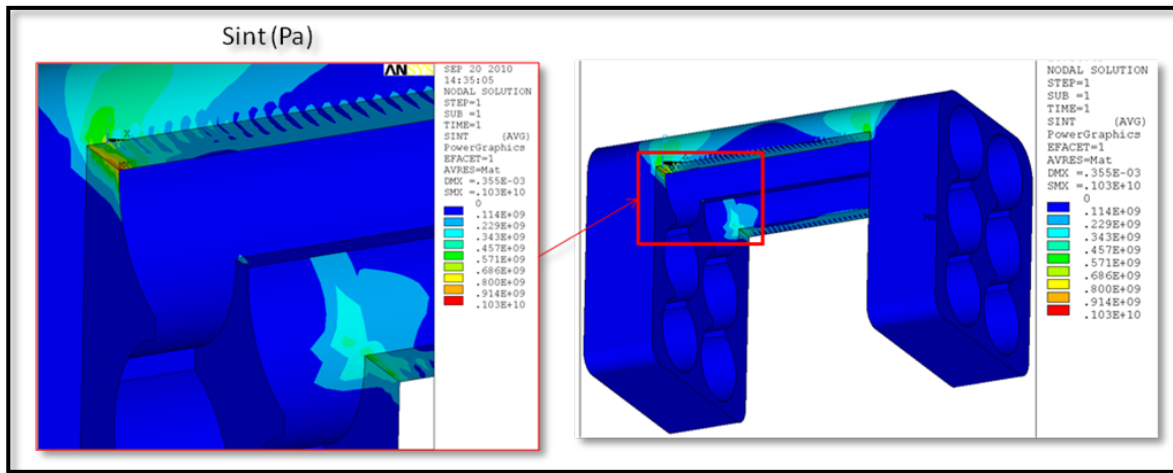 Sint (Pa)
AN
SEP 20 2010
14:35:05
NODAL SOLUTION
STEP=1
SUB =1
TIME=1
SINT (AVG)
PowerGraphics
EFACET=1
AVRES=Mat
DMX =.355E-03
SMX =.103E+10
0
.114E+09
.229E+09
.343E+09
.457E+09
.571E+09
.686E+09
.800E+09
.914E+09
.103E+10
X
NODAL SOLUTION
STEP=1
SUB =1
TIME=1
SINT (AVG)
PowerGraphics
EFACET=1
AVRES=Mat
DMX =.355E-03
SMX =.103E+10
0
.114E+09
.229E+09
.343E+09
.457E+09
.571E+09
.686E+09
.800E+09
.914E+09
.103E+10